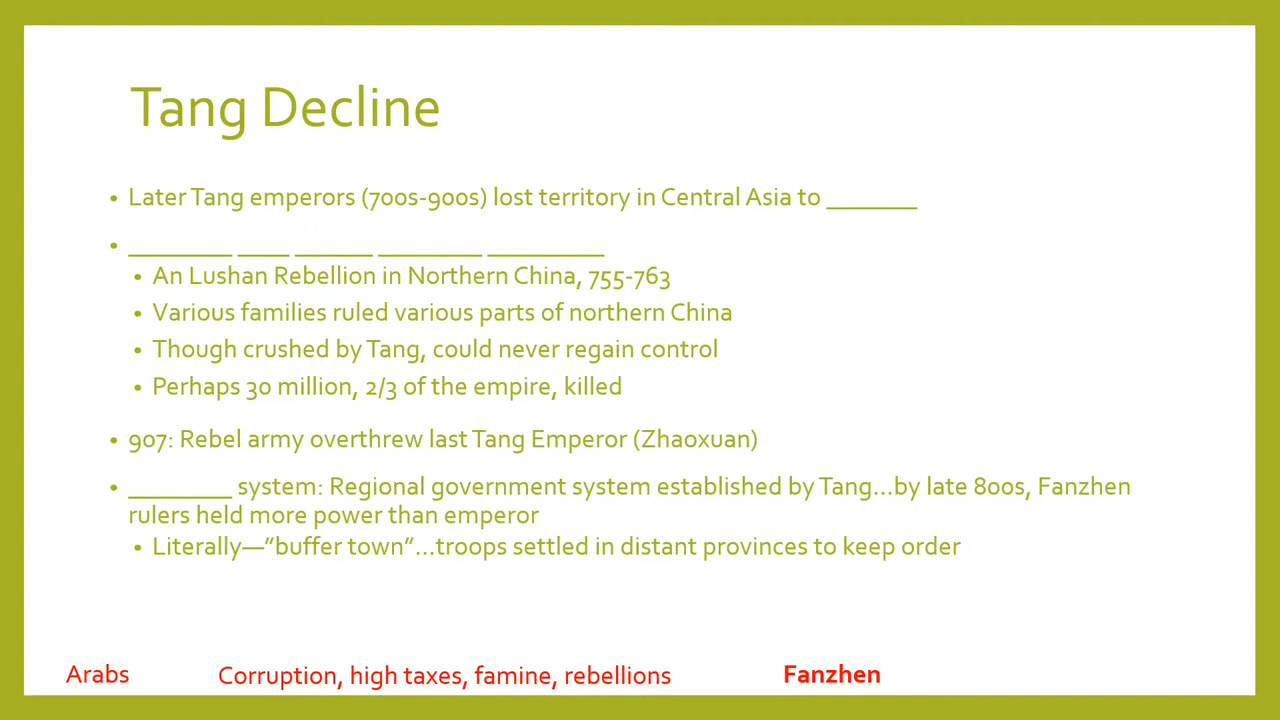 Tang Decline
• Later Tang emperors (700s-900s) lost territory in Central Asia to _______
• ________ ____ ______ ________ _________
• An Lushan Rebellion in Northern China, 755-763
• Various families ruled various parts of northern China
• Though crushed by Tang, could never regain control
• Perhaps 30 million, 2/3 of the empire, killed
• 907: Rebel army overthrew last Tang Emperor (Zhaoxuan)
• ________ system: Regional government system established by Tang...by late 800s, Fanzhen
rulers held more power than emperor
• Literally—”buffer town”...troops settled in distant provinces to keep order
Arabs Corruption, high taxes, famine, rebellions Fanzhen